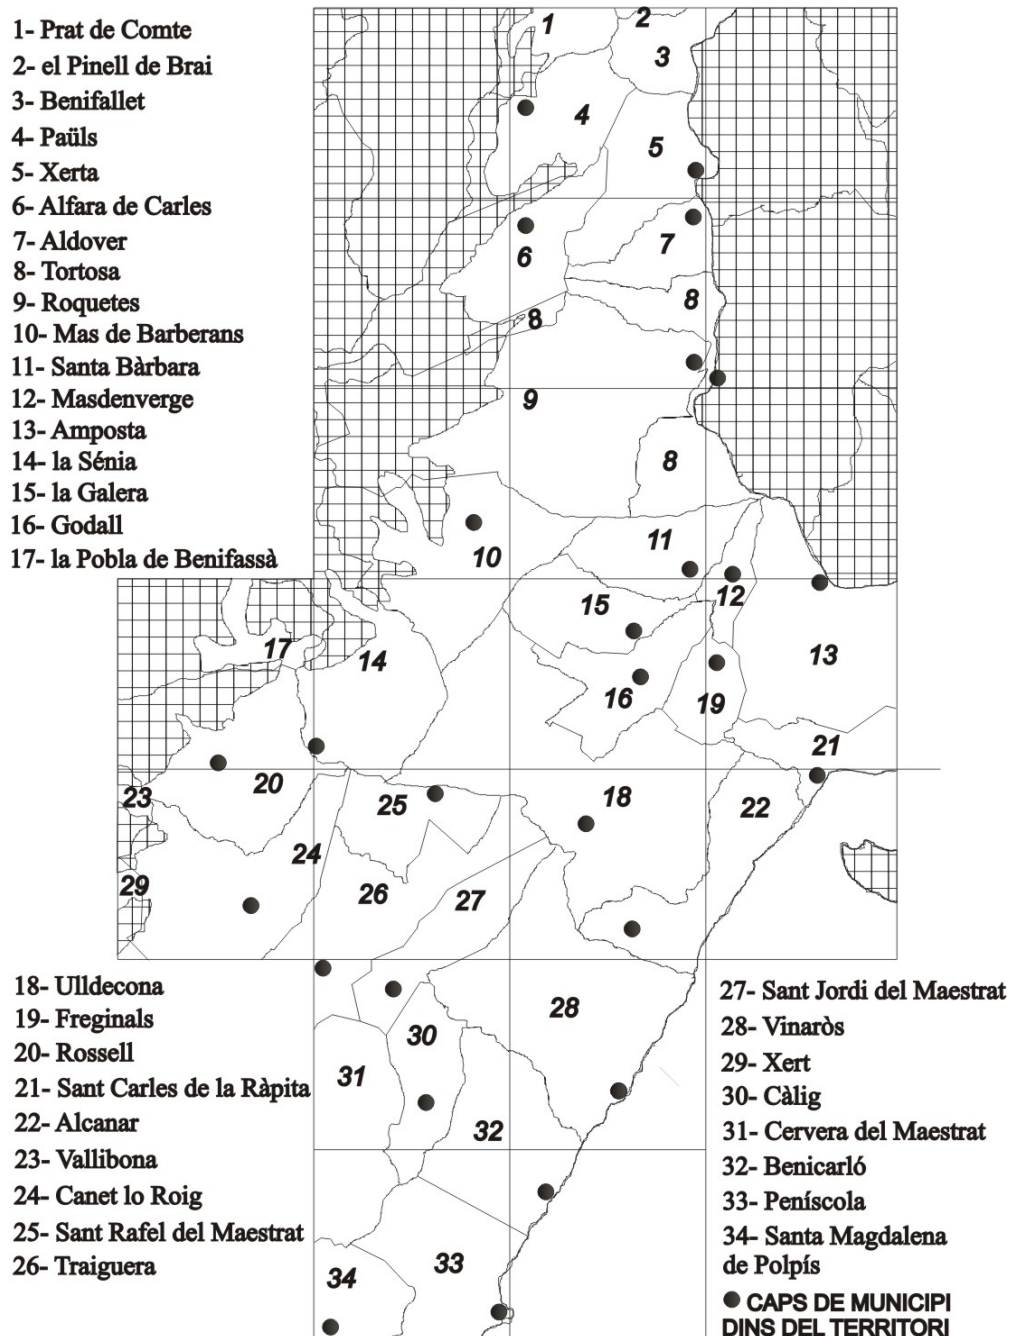 1- Prat de Comte
2- el Pinell de Brai
3- Benifallet
4- Paüls
5- Xerta
6- Alfara de Carles
7- Aldover
8- Tortosa
9- Roquetes
10- Mas de Barberans
11- Santa Bàrbara
12- Masdenverge
13- Amposta
14- la Sénia
15- la Galera
16- Godall
17- la Pobla de Benifassà
1
2
3
4
5
6
7
8
8
9
8
10
11
12
15
13
17
14
16
19
21
20
23
25
18
22
24
29
26
27
28
30
31
32
33
34
18- Ulldecona
19- Freginals
20- Rossell
21- Sant Carles de la Ràpita
22- Alcanar
23- Vallibona
24- Canet lo Roig
25- Sant Rafel del Maestrat
26- Traiguera
27- Sant Jordi del Maestrat
28- Vinaròs
29- Xert
30- Càlig
31- Cervera del Maestrat
32- Benicarló
33- Peníscola
34- Santa Magdalena
de Polpís
CAPS DE MUNICIPI
DINS DEL TERRITORI